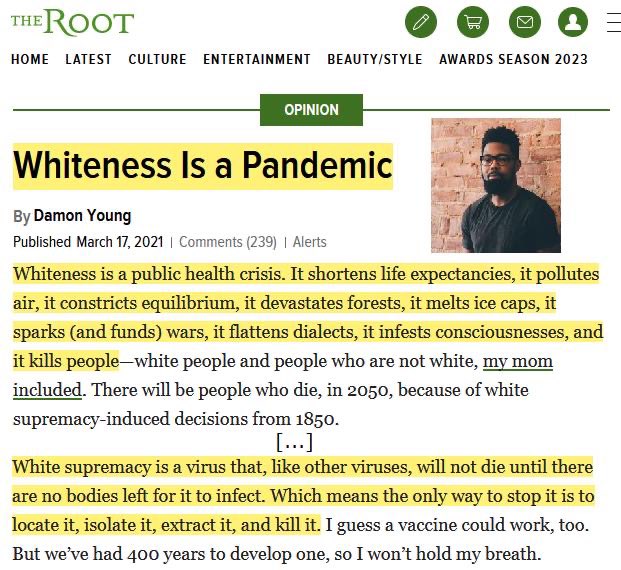 THE ROOT
HOME LATEST CULTURE ENTERTAINMENT BEAUTY/STYLE AWARDS SEASON 2023
OPINION
Whiteness Is a Pandemic
By Damon Young
Published March 17, 2021 | Comments (239) | Alerts
Whiteness is a public health crisis. It shortens life expectancies, it pollutes
air, it constricts equilibrium, it devastates forests, it melts ice caps, it
sparks (and funds) wars, it flattens dialects, it infests consciousnesses, and
it kills people—white people and people who are not white, my mom
included. There will be people who die, in 2050, because of white
supremacy-induced decisions from 1850.
[...]
White supremacy is a virus that, like other viruses, will not die until there
are no bodies left for it to infect. Which means the only way to stop it is to
locate it, isolate it, extract it, and kill it. I guess a vaccine could work, too.
But we've had 400 years to develop one, so I won't hold my breath.